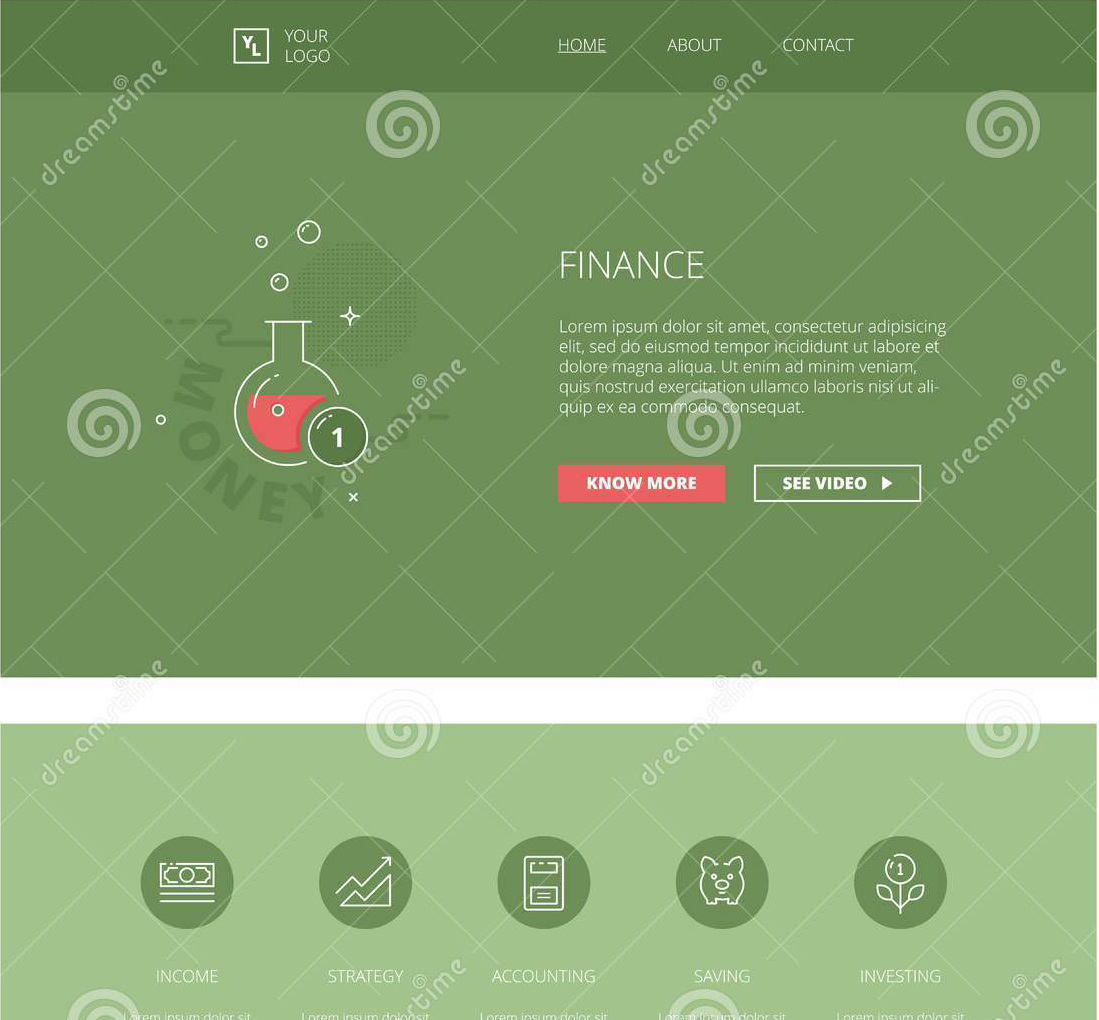 YL
YOUR
LOGO
HOME ABOUT CONTACT
FINANCE
Lorem ipsum dolor sit amet, consectetur adipisicing
elit, sed do eiusmod tempor incididunt ut labore et
dolore magna aliqua. Ut enim ad minim veniam,
quis nostrud exercitation ullamco laboris nisi ut ali-
quip ex ea commodo consequat.
KNOW MORE SEE VIDEO
MONEY
1
1
INCOME STRATEGY ACCOUNTING SAVING INVESTING
Lorem ipsum dolor sit Lorem ipsum dolor sit Lorem ipsum dolor sit Lorem ipsum dolor sit Lorem ipsum dolor sit
dreamstime
dreamstime
dreamstime
dreamstime
dreamstime
dreamstime
dreamstime
dreamstime